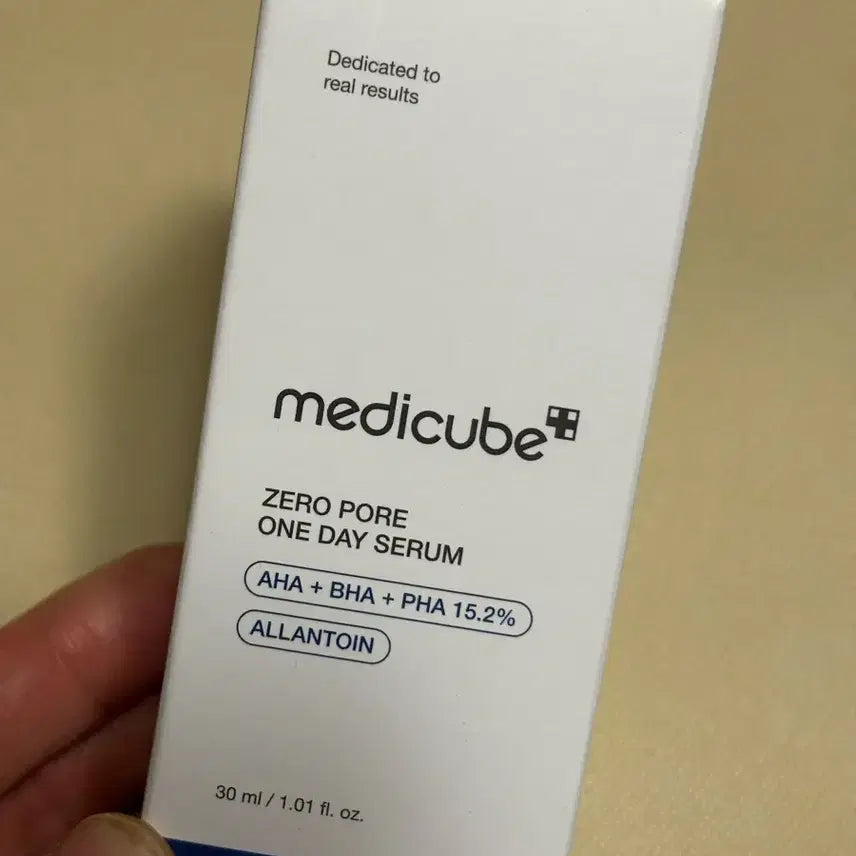 Dedicated to
real results
medicube
ZERO PORE
ONE DAY SERUM
AHA + BHA + PHA 15.2%
ALLANTOIN
30 ml / 1.01 fl. oz.